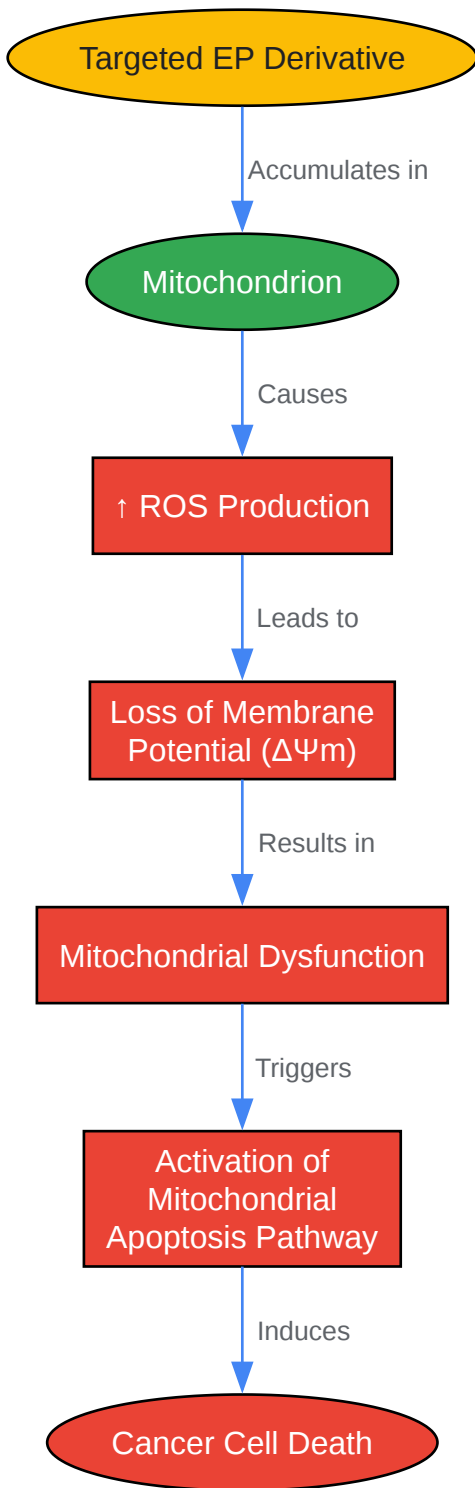 Targeted EP Derivative
Accumulates in
Mitochondrion
Causes
↑ ROS Production
Leads to
Loss of Membrane
Potential (ΔΨm)
Results in
Mitochondrial Dysfunction
Triggers
Activation of
Mitochondrial
Apoptosis Pathway
Induces
Cancer Cell Death